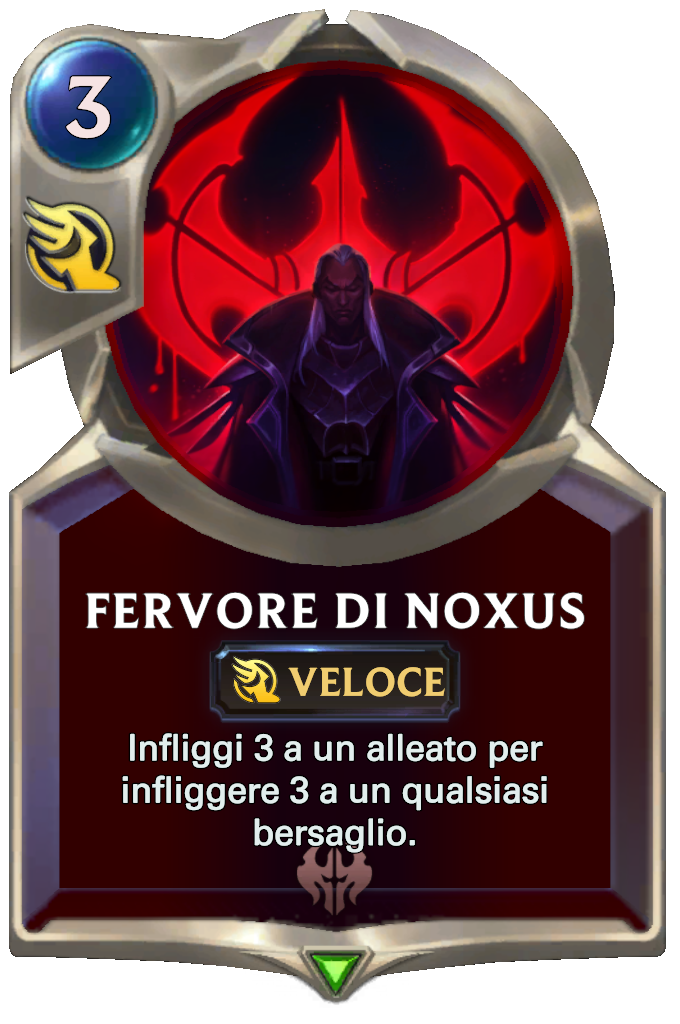 3
FERVORE DI NOXUS
VELOCE
Infliggi 3 a un alleato per
infliggere 3 a un qualsiasi
bersaglio.